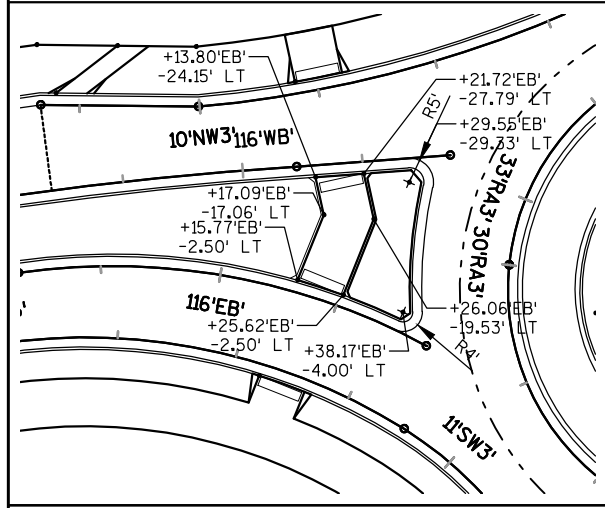 +13.80'EB'
-24.15' LT
+21.72'EB'
-27.79' LT
R5'
+29.55'EB'
-29.33' LT
10'NW3'
116'WB'
33'RA3'
30'RA3'
+17.09'EB'
-17.06' LT
+15.77'EB'
-2.50' LT
116'EB'
+26.06'EB'
-19.53' LT
+25.62'EB'
-2.50' LT
+38.17'EB'
-4.00' LT
R4'
11'SW3'